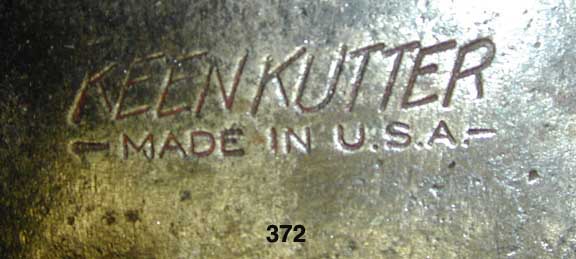 KEEN KUTTER
- MADE IN U.S.A. -
372